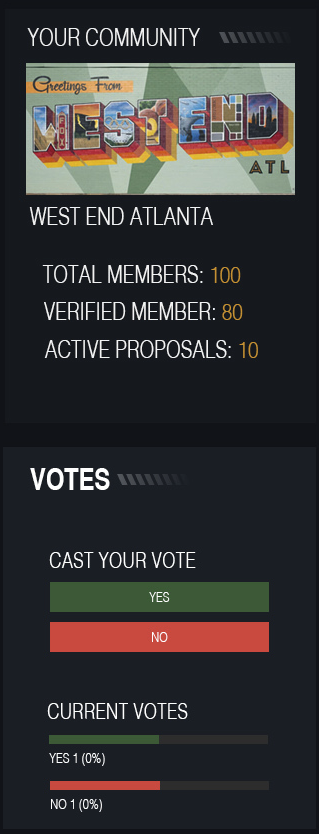 YOUR COMMUNITY
Greetings From
WEST END
ATL
WEST END ATLANTA
TOTAL MEMBERS: 100
VERIFIED MEMBER: 80
ACTIVE PROPOSALS: 10
VOTES
CAST YOUR VOTE
YES
NO
CURRENT VOTES
YES 1 (0%)
NO 1 (0%)